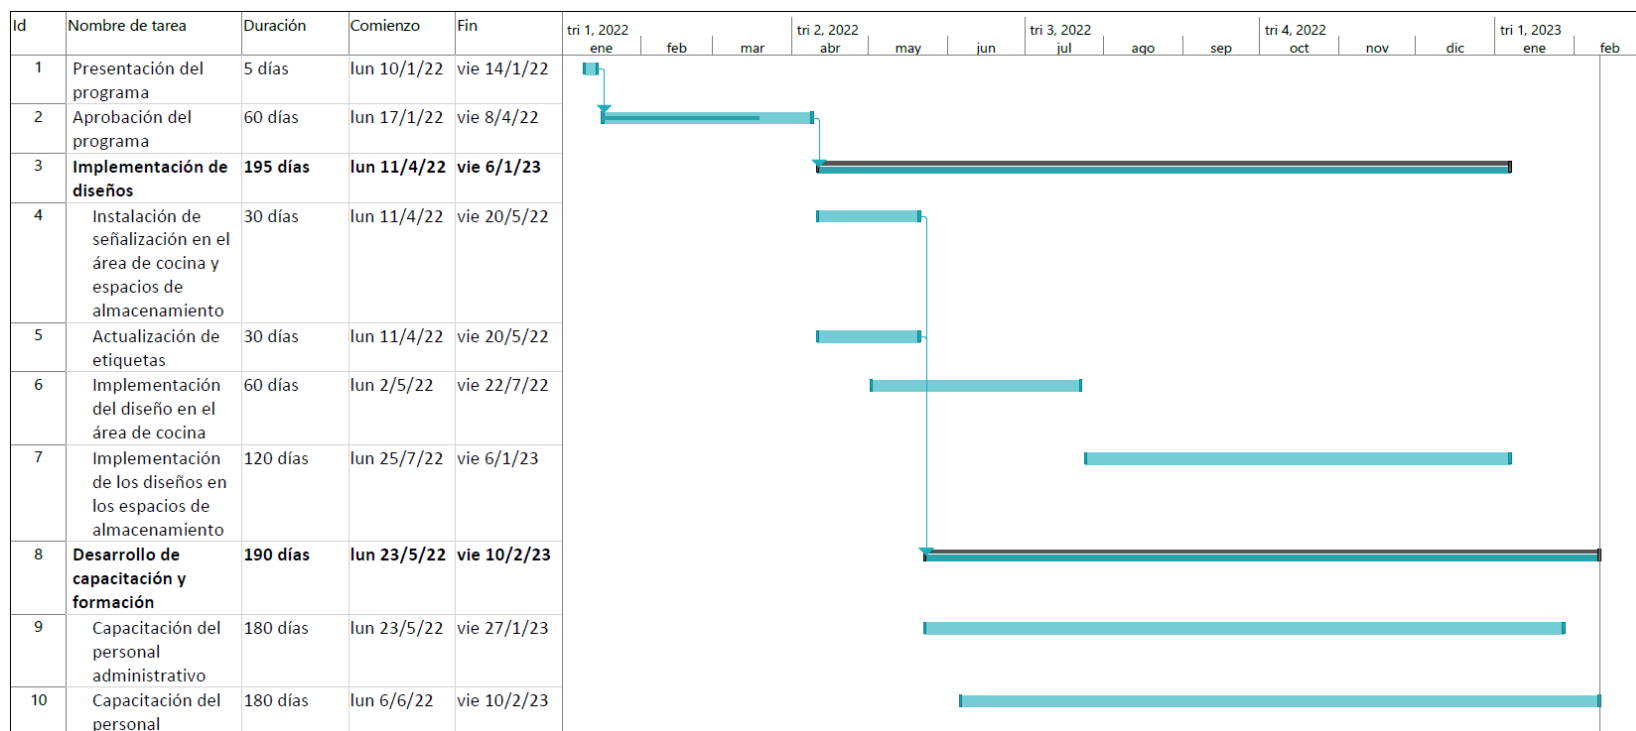 Id Nombre de tarea Duración Comienzo Fin
tri 1, 2022 tri 2, 2022 tri 3, 2022 tri 4, 2022 tri 1, 2023
ene feb mar abr may jun jul ago sep oct nov dic ene feb
1 Presentación del 5 días lun 10/1/22 vie 14/1/22
programa
2 Aprobación del 60 días lun 17/1/22 vie 8/4/22
programa
3 Implementación de 195 días lun 11/4/22 vie 6/1/23
diseños
4 Instalación de 30 días lun 11/4/22 vie 20/5/22
señalización en el
área de cocina y
espacios de
almacenamiento
5 Actualización de 30 días lun 11/4/22 vie 20/5/22
etiquetas
6 Implementación 60 días lun 2/5/22 vie 22/7/22
del diseño en el
área de cocina
7 Implementación 120 días lun 25/7/22 vie 6/1/23
de los diseños en
los espacios de
almacenamiento
8 Desarrollo de 190 días lun 23/5/22 vie 10/2/23
capacitación y
formación
9 Capacitación del 180 días lun 23/5/22 vie 27/1/23
personal
administrativo
10 Capacitación del 180 días lun 6/6/22 vie 10/2/23
personal